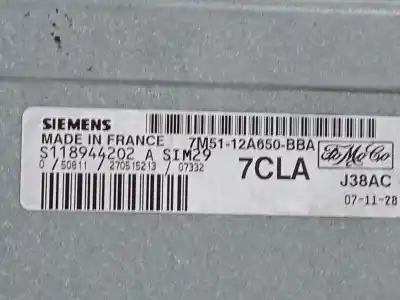 SIEMENS
MADE IN FRANCE 7M51-12A650-BBA
S118944202 A SIM29
0 / 50811 / 270515213 / 07332
7CLA
FoMoCo
J38AC
07-11-28